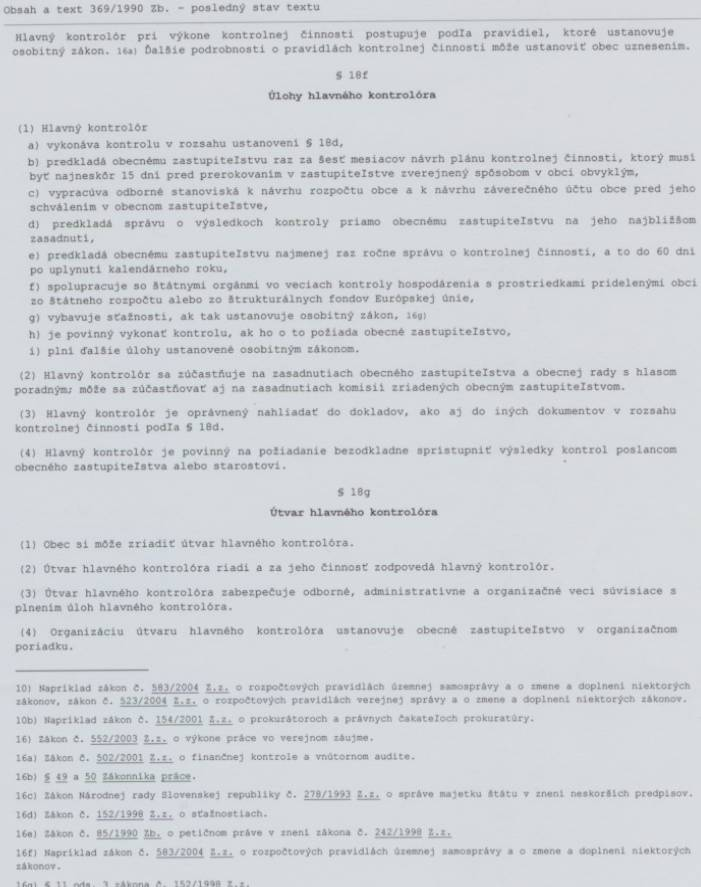 Obsah a text 369/1990 Zb. - posledný stav textu
Hlavný kontrolór pri výkone kontrolnej činnosti postupuje podľa pravidiel, ktoré ustanovuje
osobitný zákon. 16a) Ďalšie podrobnosti o pravidlách kontrolnej činnosti môže ustanoviť obec uznesením.
§ 18f
Úlohy hlavného kontrolóra
(1) Hlavný kontrolór
a) vykonáva kontrolu v rozsahu ustanovení § 18d,
b) predkladá obecnému zastupiteľstvu raz za šesť mesiacov návrh plánu kontrolnej činnosti, ktorý musí
byť najneskôr 15 dní pred prerokovaním v zastupiteľstve zverejnený spôsobom v obci obvyklým,
c) vypracúva odborné stanoviská k návrhu rozpočtu obce a k návrhu záverečného účtu obce pred jeho
schválením v obecnom zastupiteľstve,
d) predkladá správu o výsledkoch kontroly priamo obecnému zastupiteľstvu na jeho najbližšom
zasadnutí,
e) predkladá obecnému zastupiteľstvu najmenej raz ročne správu o kontrolnej činnosti, a to do 60 dní
po uplynutí kalendárneho roku,
f) spolupracuje so štátnymi orgánmi vo veciach kontroly hospodárenia s prostriedkami pridelenými obci
zo štátneho rozpočtu alebo zo štrukturálnych fondov Európskej únie,
g) vybavuje sťažnosti, ak tak ustanovuje osobitný zákon, 16g)
h) je povinný vykonať kontrolu, ak ho o to požiada obecné zastupiteľstvo,
i) plní ďalšie úlohy ustanovené osobitným zákonom.
(2) Hlavný kontrolór sa zúčastňuje na zasadnutiach obecného zastupiteľstva a obecnej rady s hlasom
poradným; môže sa zúčastňovať aj na zasadnutiach komisií zriadených obecným zastupiteľstvom.
(3) Hlavný kontrolór je oprávnený nahliadať do dokladov, ako aj do iných dokumentov v rozsahu
kontrolnej činnosti podľa § 18d.
(4) Hlavný kontrolór je povinný na požiadanie bezodkladne sprístupniť výsledky kontrol poslancom
obecného zastupiteľstva alebo starostovi.
§ 18g
Útvar hlavného kontrolóra
(1) Obec si môže zriadiť útvar hlavného kontrolóra.
(2) Útvar hlavného kontrolóra riadi a za jeho činnosť zodpovedá hlavný kontrolór.
(3) Útvar hlavného kontrolóra zabezpečuje odborné, administratívne a organizačné veci súvisiace s
plnením úloh hlavného kontrolóra.
(4) Organizáciu útvaru hlavného kontrolóra ustanovuje obecné zastupiteľstvo v organizačnom
poriadku.
10) Napríklad zákon č. 583/2004 Z.z. o rozpočtových pravidlách územnej samosprávy a o zmene a doplnení niektorých
zákonov, zákon č. 523/2004 Z.z. o rozpočtových pravidlách verejnej správy a o zmene a doplnení niektorých zákonov.
10b) Napríklad zákon č. 154/2001 Z.z. o prokurátoroch a právnych čakateľoch prokuratúry.
16) Zákon č. 552/2003 Z.z. o výkone práce vo verejnom záujme.
16a) Zákon č. 502/2001 Z.z. o finančnej kontrole a vnútornom audite.
16b) § 49 a 50 Zákonníka práce.
16c) Zákon Národnej rady Slovenskej republiky č. 278/1993 Z.z. o správe majetku štátu v znení neskorších predpisov.
16d) Zákon č. 152/1998 Z.z. o sťažnostiach.
16e) Zákon č. 85/1990 Zb. o petičnom práve v znení zákona č. 242/1998 Z.z.
16f) Napríklad zákon č. 583/2004 Z.z. o rozpočtových pravidlách územnej samosprávy a o zmene a doplnení niektorých
zákonov.
16g) § 11 ods. 3 zákona č. 152/1998 Z.z.